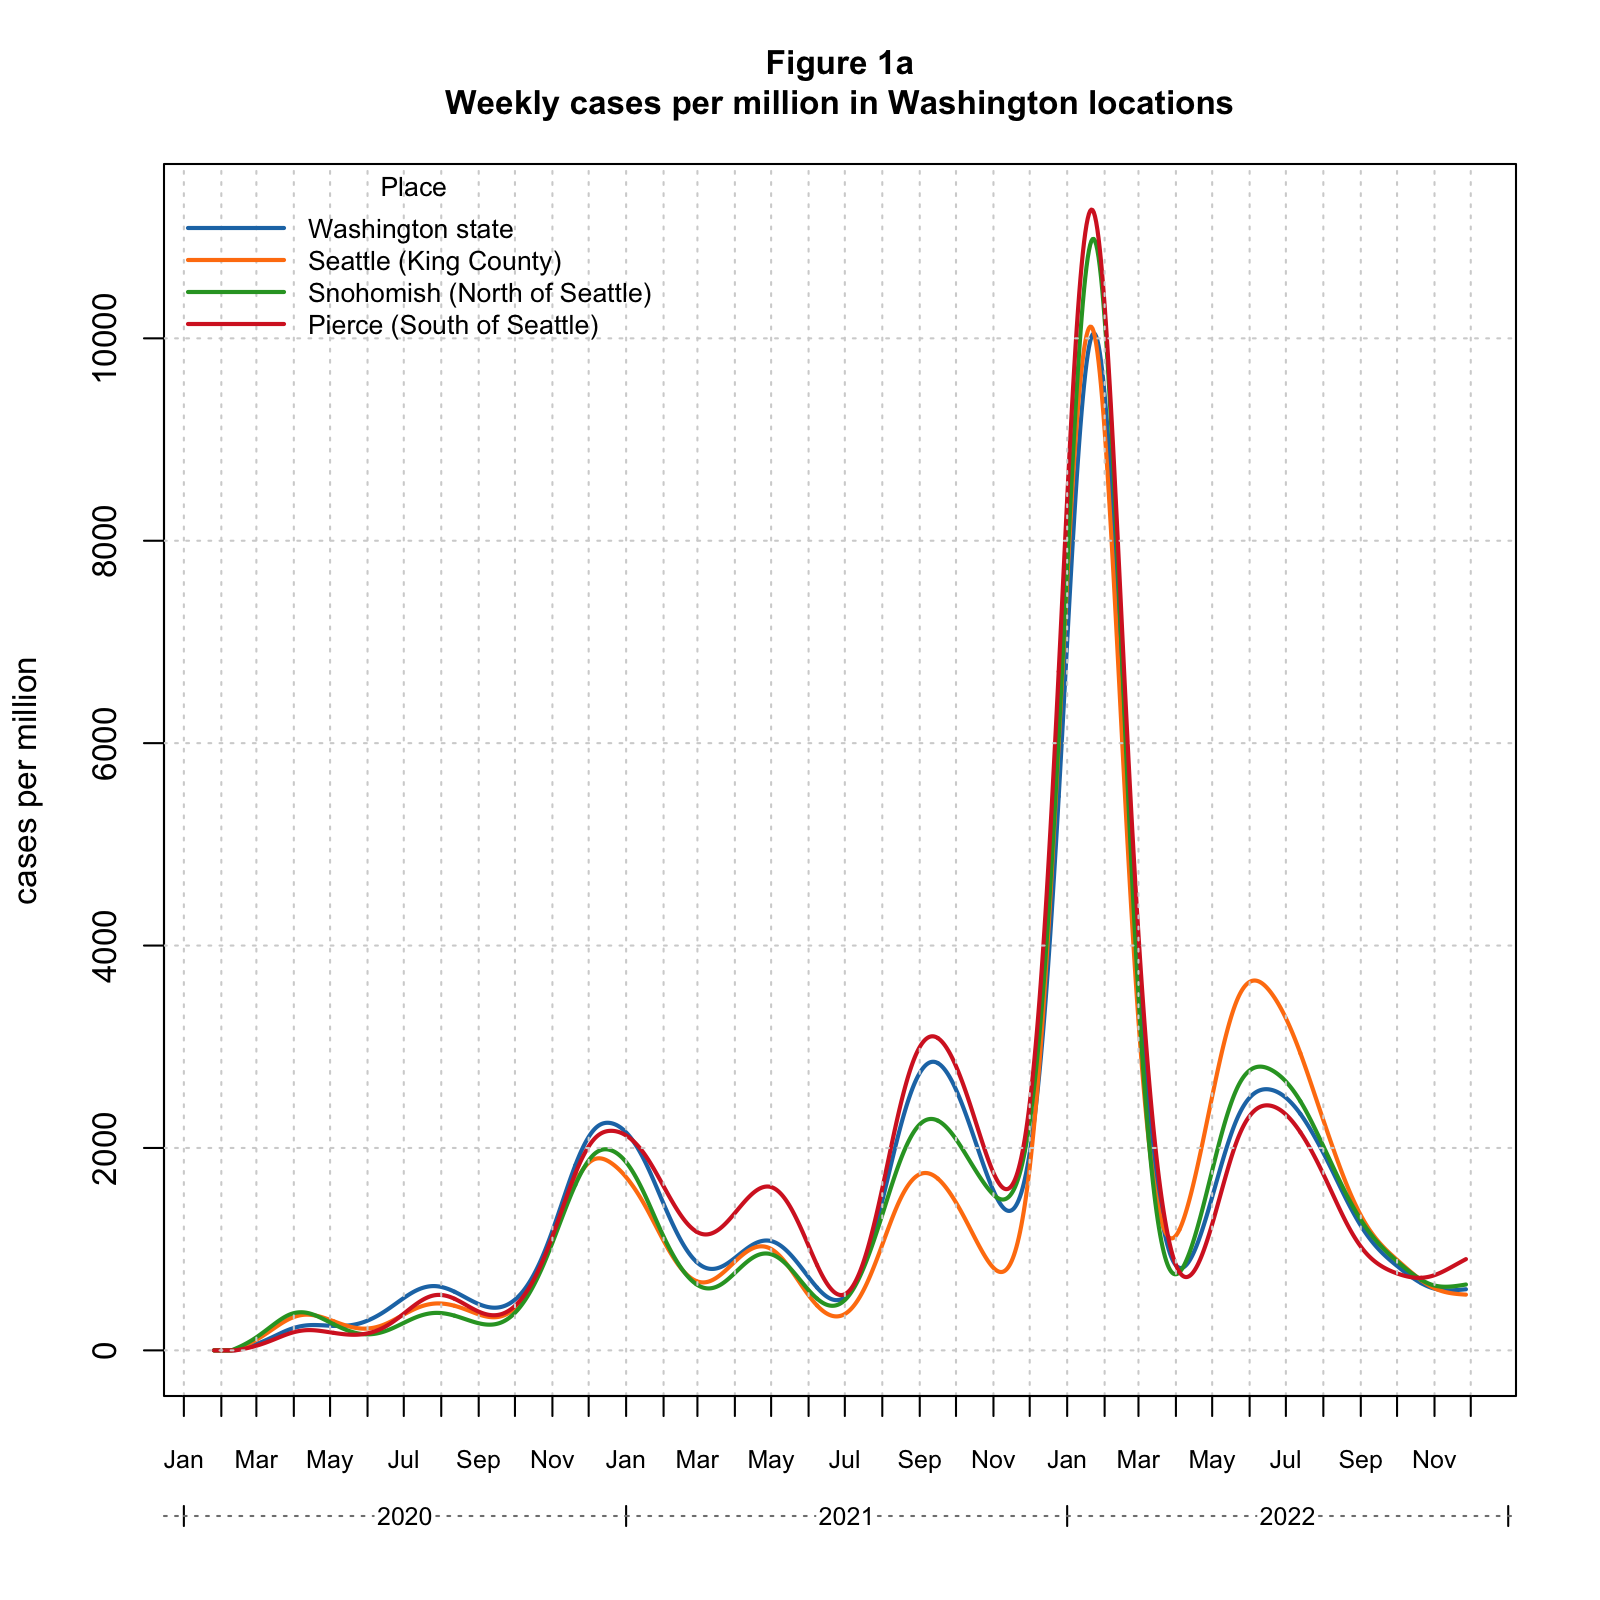 Figure 1a
Weekly cases per million in Washington locations
Place
Washington state
Seattle (King County)
Snohomish (North of Seattle)
Pierce (South of Seattle)
cases per million
10000
8000
6000
4000
2000
0
Jan Mar May Jul Sep Nov Jan Mar May Jul Sep Nov Jan Mar May Jul Sep Nov
2020 2021 2022